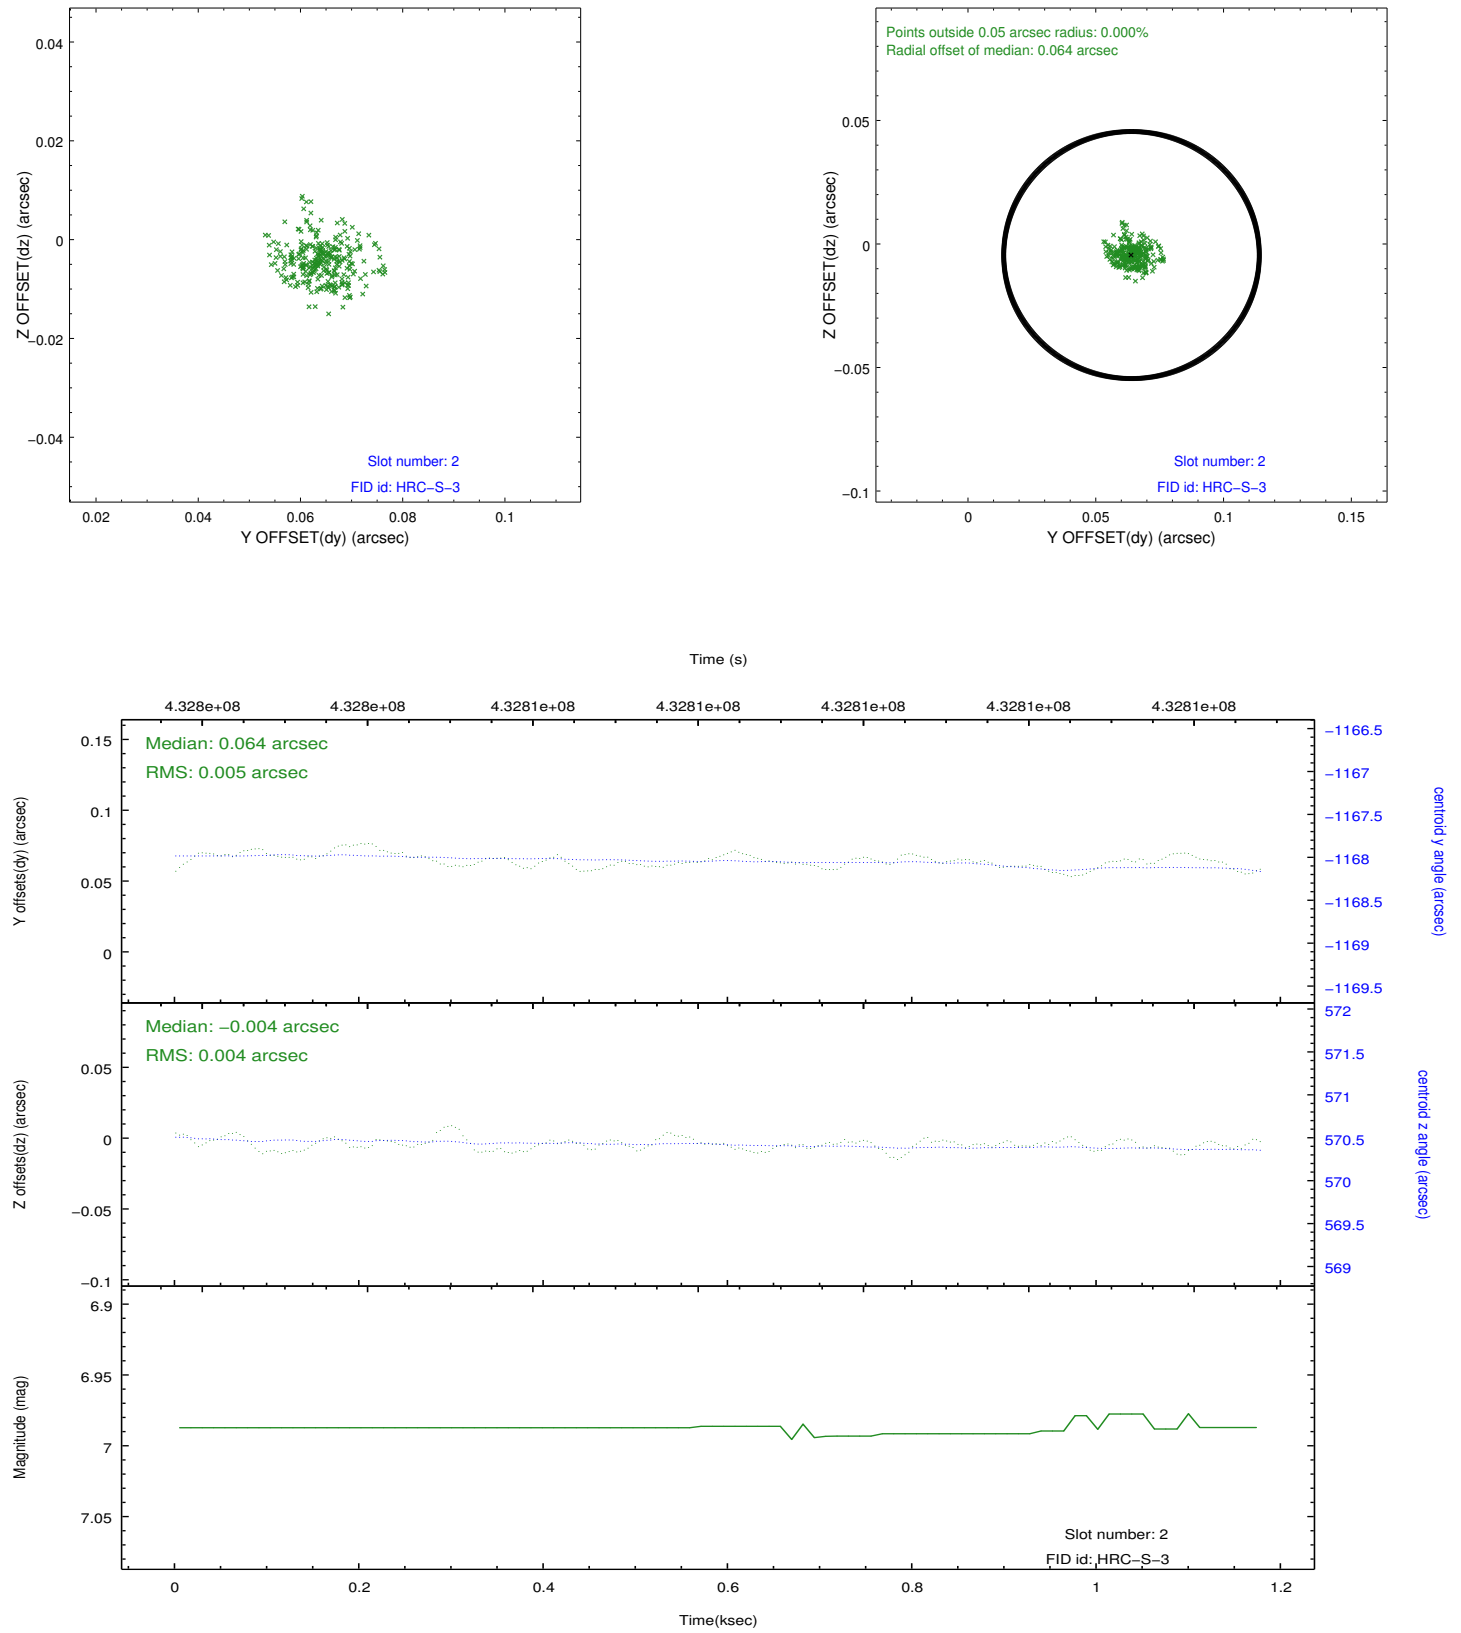 0.04
0.02
0
−0.02
−0.04
Z OFFSET(dz) (arcsec)
Slot number: 2
FID id: HRC−S−3
0.02 0.04 0.06 0.08 0.1
Y OFFSET(dy) (arcsec)
Points outside 0.05 arcsec radius: 0.000%
Radial offset of median: 0.064 arcsec
0.05
0
−0.05
−0.1
Z OFFSET(dz) (arcsec)
Slot number: 2
FID id: HRC−S−3
0 0.05 0.1 0.15
Y OFFSET(dy) (arcsec)
Time (s)
4.328e+08 4.328e+08 4.3281e+08 4.3281e+08 4.3281e+08 4.3281e+08 4.3281e+08
Median: 0.064 arcsec
RMS: 0.005 arcsec
0.15
0.1
0.05
0
Y offsets(dy) (arcsec)
−1166.5
−1167
−1167.5
−1168
−1168.5
−1169
−1169.5
centroid y angle (arcsec)
Median: −0.004 arcsec
RMS: 0.004 arcsec
0.05
0
−0.05
−0.1
Z offsets(dz) (arcsec)
572
571.5
571
570.5
570
569.5
569
centroid z angle (arcsec)
6.9
6.95
7
7.05
Magnitude (mag)
Slot number: 2
FID id: HRC−S−3
0 0.2 0.4 0.6 0.8 1 1.2
Time(ksec)